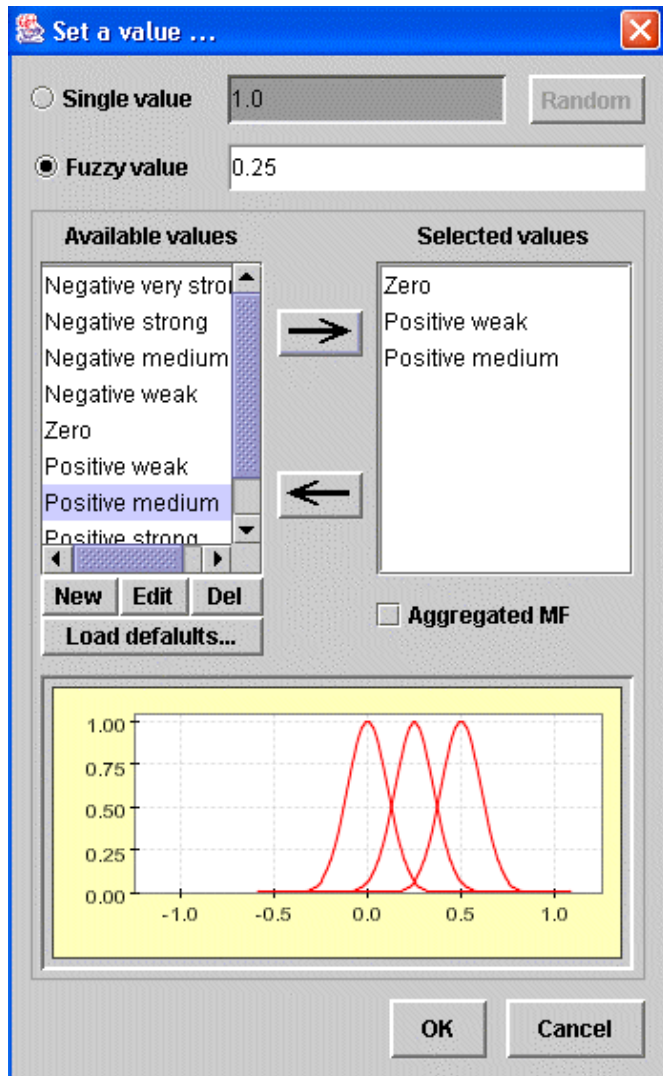 Set a value ...
Single value 1.0 Random
Fuzzy value 0.25
Available values Selected values
Negative very stron
Negative strong
Negative medium
Negative weak
Zero
Positive weak
Positive medium
Positive strong
Zero
Positive weak
Positive medium
New Edit Del
Load defalults...
Aggregated MF
1.00
0.75
0.50
0.25
0.00
-1.0 -0.5 0.0 0.5 1.0
OK Cancel